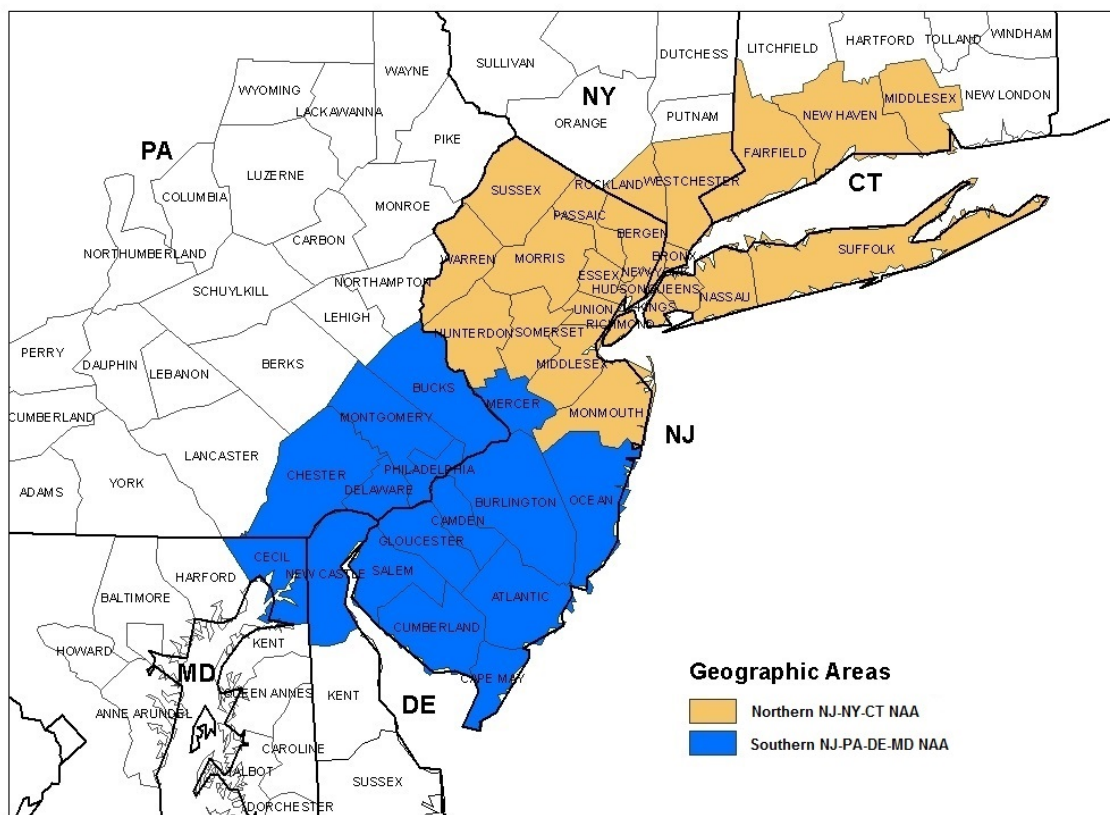 LITCHFIELD
HARTFORD
TOLLAND
WINDHAM
DUTCHESS
SULLIVAN
WAYNE
WYOMING
LACKAWANNA
NY
MIDDLESEX
NEW LONDON
NEW HAVEN
PUTNAM
ORANGE
PIKE
PA
FAIRFIELD
LUZERNE
COLUMBIA
MONROE
SUSSEX
ROCKLAND
WESTCHESTER
CT
PASSAIC
BERGEN
SUFFOLK
CARBON
NORTHUMBERLAND
WARREN
MORRIS
BRONX
ESSEX
NEW YORK
NASSAU
SCHUYLKILL
NORTHAMPTON
HUDSON
QUEENS
UNION
KINGS
LEHIGH
RICHMOND
HUNTERDON
SOMERSET
PERRY
DAUPHIN
BERKS
MIDDLESEX
LEBANON
BUCKS
MERCER
CUMBERLAND
MONTGOMERY
MONMOUTH
NJ
LANCASTER
PHILADELPHIA
CHESTER
YORK
ADAMS
DELAWARE
BURLINGTON
OCEAN
CAMDEN
GLOUCESTER
CECIL
NEW CASTLE
SALEM
HARFORD
BALTIMORE
ATLANTIC
CUMBERLAND
KENT
HOWARD
MD
CAPE MAY
QUEEN ANNES
KENT
DE
ANNE ARUNDEL
CAROLINE
TALBOT
SUSSEX
DORCHESTER
Geographic Areas
Northern NJ-NY-CT NAA
Southern NJ-PA-DE-MD NAA